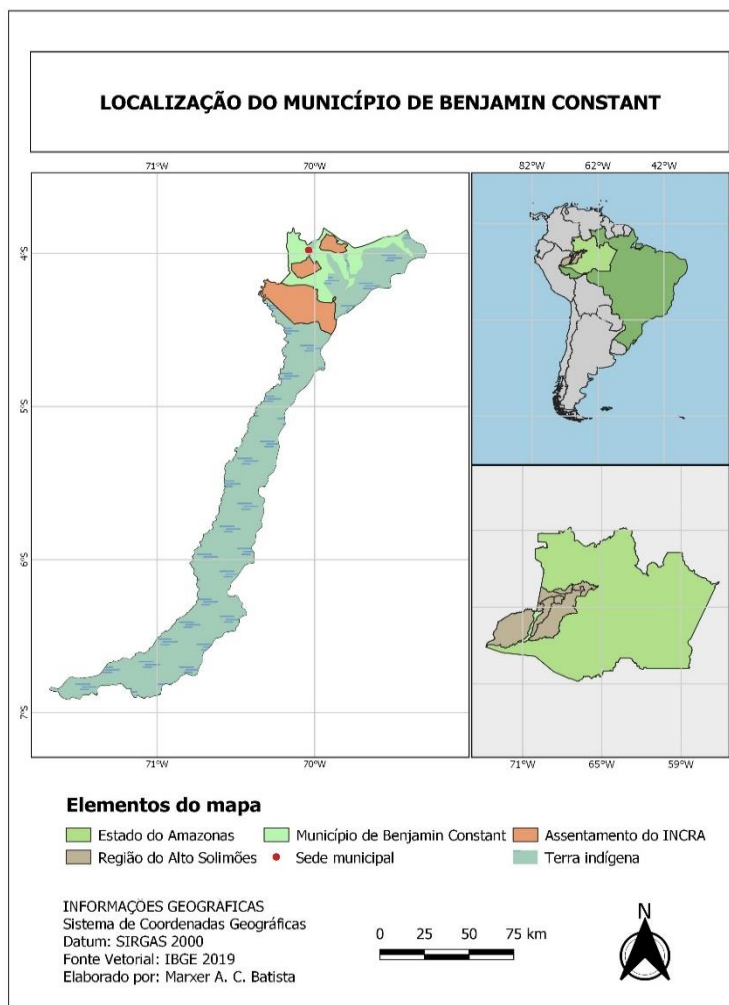 LOCALIZAÇÃO DO MUNICÍPIO DE BENJAMIN CONSTANT
71°W 70°W
82°W 62°W 42°W
4°S
5°S
6°S
7°S
71°W 70°W
71°W 65°W 59°W
Elementos do mapa
Estado do Amazonas Município de Benjamin Constant Assentamento do INCRA
Região do Alto Solimões Sede municipal Terra indígena
INFORMAÇÕES GEOGRÁFICAS
Sistema de Coordenadas Geográficas
Datum: SIRGAS 2000
Fonte Vetorial: IBGE 2019
Elaborado por: Marxer A. C. Batista
0 25 50 75 km
N